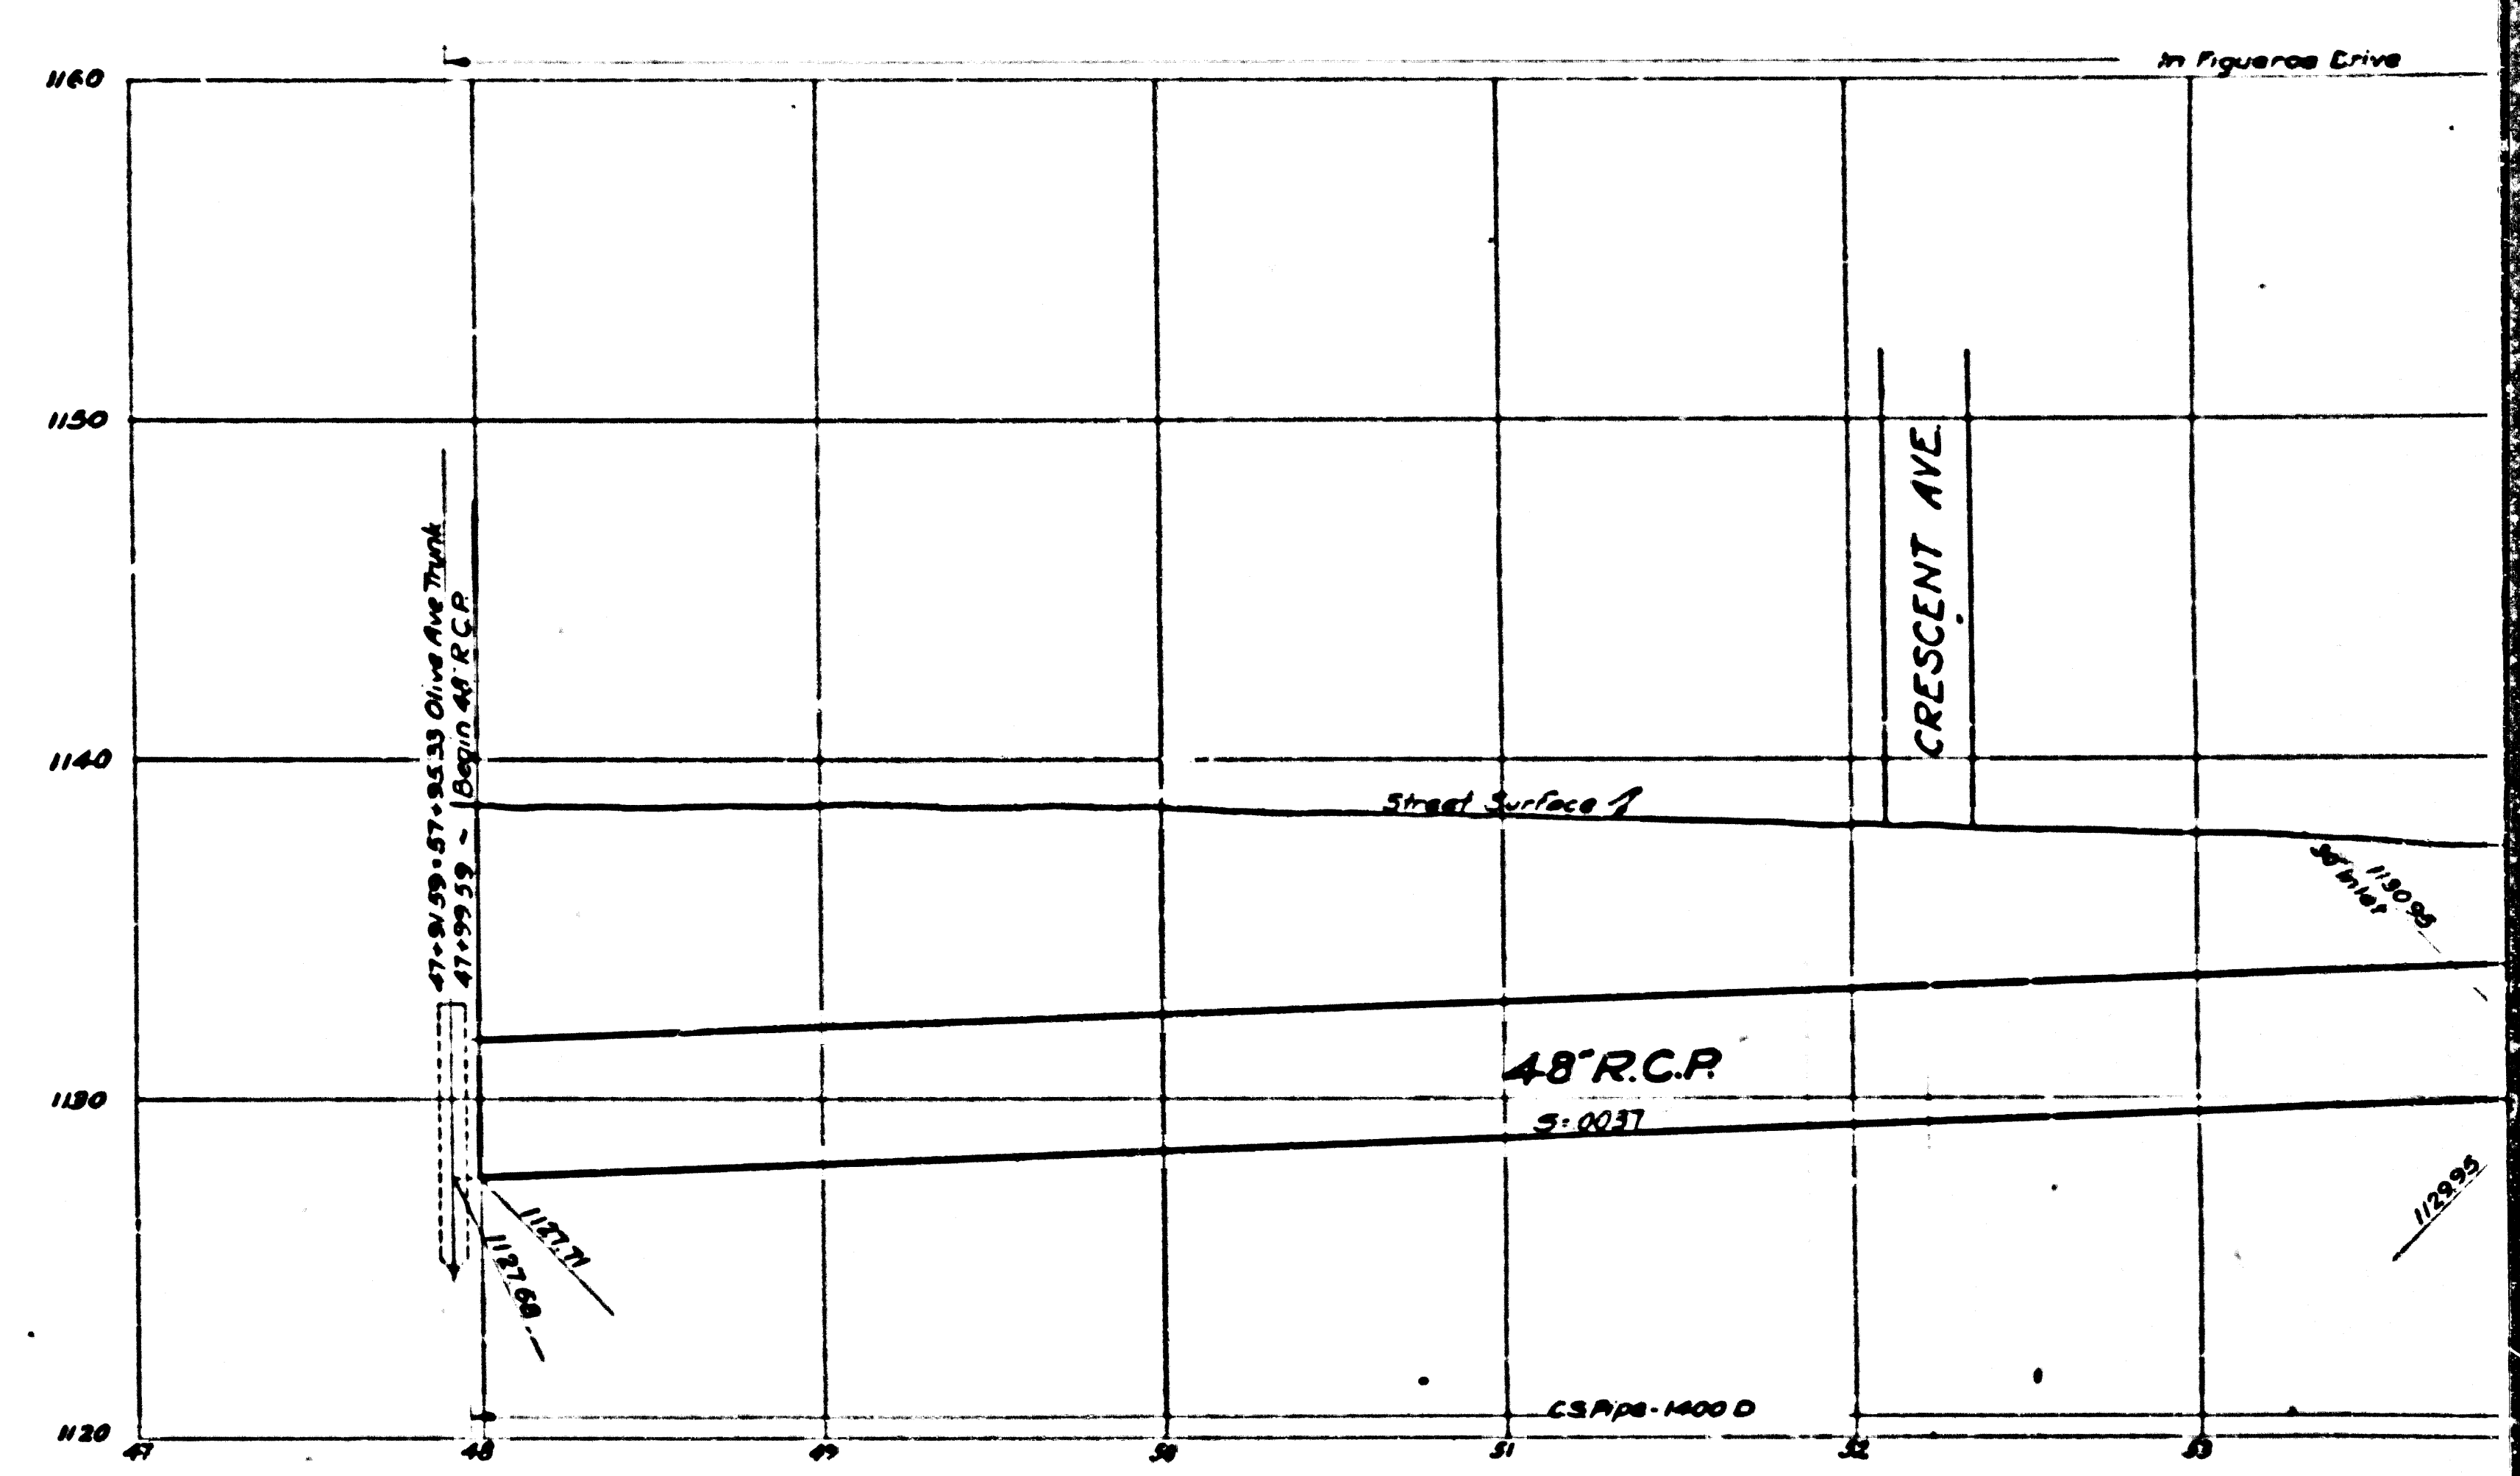 In Figueroa Drive
1160
1150
1140
1130
1120
47+91.59=57+95.33 Olive Ave Trunk
47+99.59 ~ Begin 48" R.C.P.
CRESCENT AVE.
Street Surface
1130.95
Inlet
48" R.C.P.
S=.0037
1127.71
1127.68
1129.95
C.S. Pipe-1400 D
47
48
49
50
51
52
53